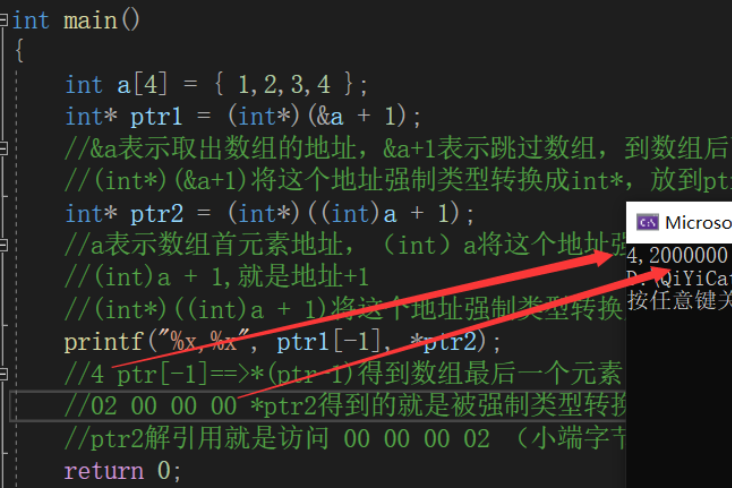 int main()
{
int a[4] = { 1,2,3,4 };
int* ptr1 = (int*)(&a + 1);
//&a表示取出数组的地址，&a+1表示跳过数组，到数组后
//(int*)(&a+1)将这个地址强制类型转换成int*，放到pt
int* ptr2 = (int*)((int)a + 1);
//a表示数组首元素地址，（int）a将这个地址强
//(int)a + 1,就是地址+1
//(int*)((int)a + 1)将这个地址强制类型转换
printf("%x,%x", ptr1[-1], *ptr2);
//4 ptr[-1]==>*(ptr-1)得到数组最后一个元素
//02 00 00 00 *ptr2得到的就是被强制类型转换
//ptr2解引用就是访问 00 00 00 02 （小端字节
return 0;
Microso
4,2000000
D:\QiYiCat
按任意键关